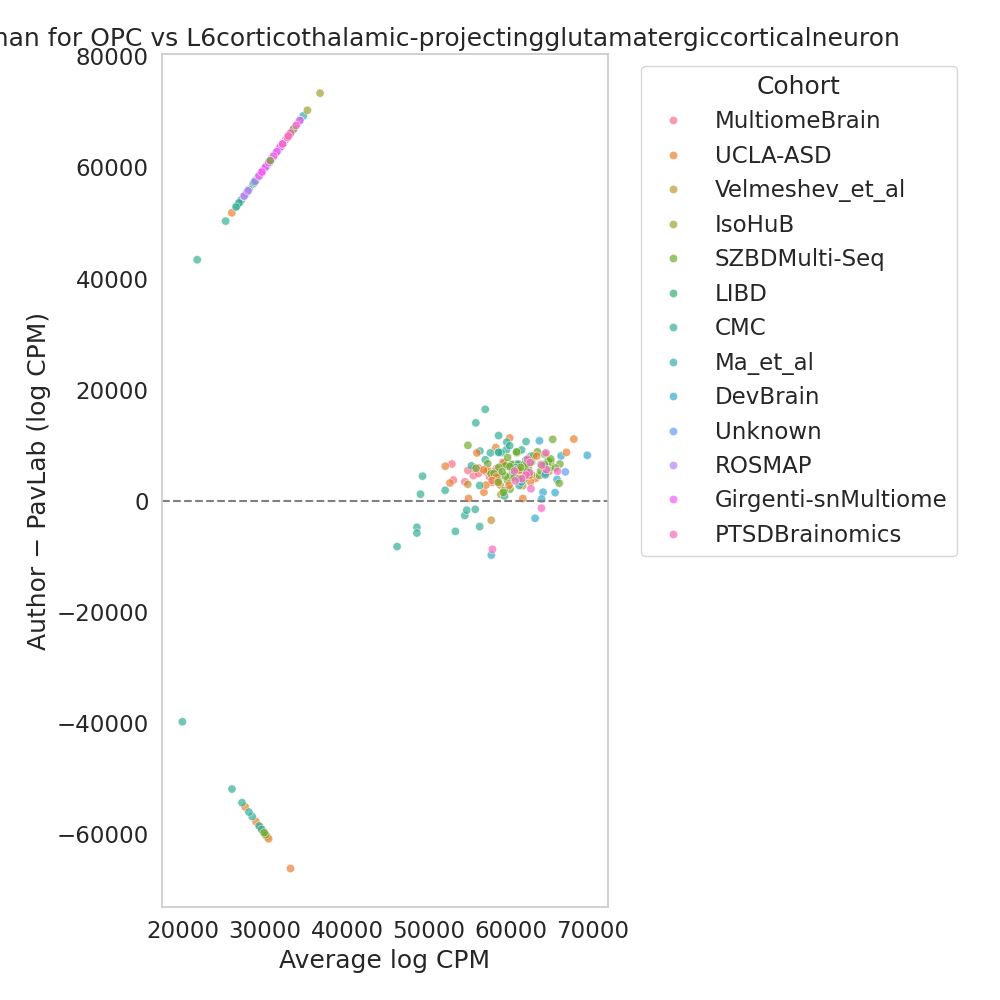 nan for OPC vs L6corticothalamic-projectingglutamatergiccorticalneuron
80000
60000
40000
20000
0
−20000
−40000
−60000
Author − PavLab (log CPM)
20000 30000 40000 50000 60000 70000
Average log CPM
Cohort
MultiomeBrain
UCLA-ASD
Velmeshev_et_al
IsoHuB
SZBDMulti-Seq
LIBD
CMC
Ma_et_al
DevBrain
Unknown
ROSMAP
Girgenti-snMultiome
PTSDBrainomics